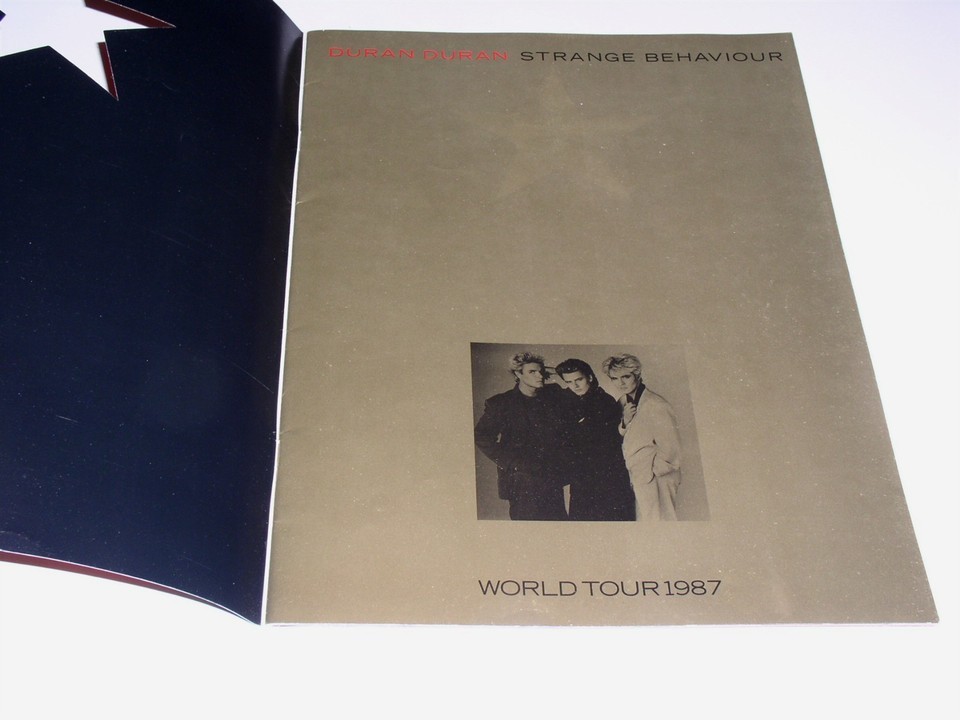 DURAN DURAN STRANGE BEHAVIOUR
WORLD TOUR 1987